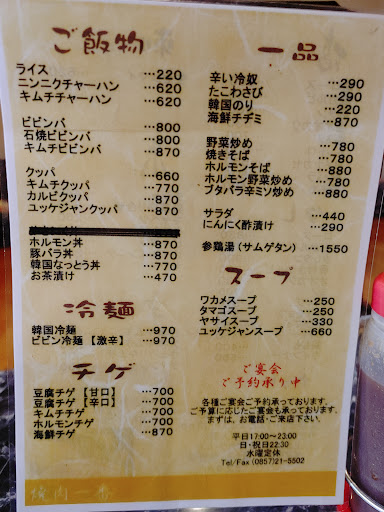 ご飯物
ライス …220
ニンニクチャーハン …620
キムチチャーハン …620
ビビンバ …800
石焼ビビンバ …800
キムチビビンバ …870
クッパ …660
キムチクッパ …770
カルビクッパ …870
ユッケジャンクッパ …870
ホルモン丼 …870
豚バラ丼 …870
韓国なっとう丼 …770
お茶漬け …470
冷麺
韓国冷麺 …970
ビビン冷麺【激辛】 …970
チゲ
豆腐チゲ【甘口】 …700
豆腐チゲ【辛口】 …700
キムチチゲ …700
ホルモンチゲ …700
海鮮チゲ …870
一品
辛い冷奴 …290
たこわさび …290
韓国のり …220
海鮮チヂミ …870
野菜炒め …780
焼きそば …780
ホルモンそば …880
ホルモン野菜炒め …780
ブタバラ辛ミソ炒め …880
サラダ …440
にんにく酢漬け …290
参鶏湯(サムゲタン) …1550
スープ
ワカメスープ …250
タマゴスープ …250
ヤサイスープ …330
ユッケジャンスープ …660
ご宴会
ご予約承り中
各種ご宴会ご予約承っております。
ご予算に応じたご宴会も承っております。
まずは、お電話・ご来店下さい。
平日17:00〜23:00
日・祝日22:30
水曜定休
Tel/Fax (0857)21-5502
焼肉一番